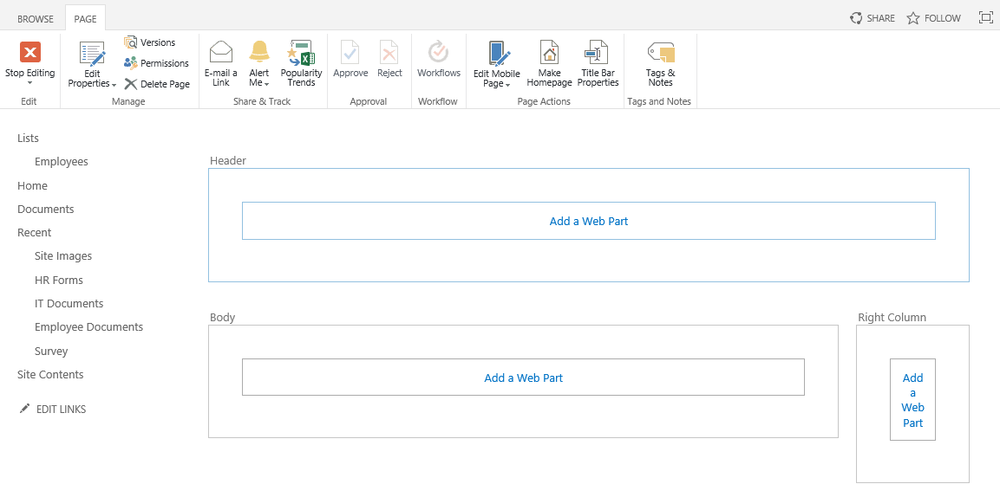 BROWSE
PAGE
SHARE
FOLLOW
Stop Editing
Edit
Properties
Versions
Permissions
Delete Page
E-mail a
Link
Alert
Me
Popularity
Trends
Approve
Reject
Workflows
Edit Mobile
Page
Make
Homepage
Title Bar
Properties
Tags &
Notes
Edit
Manage
Share & Track
Approval
Workflow
Page Actions
Tags and Notes
Lists
Employees
Home
Documents
Recent
Site Images
HR Forms
IT Documents
Employee Documents
Survey
Site Contents
EDIT LINKS
Header
Add a Web Part
Body
Add a Web Part
Right Column
Add
a
Web
Part